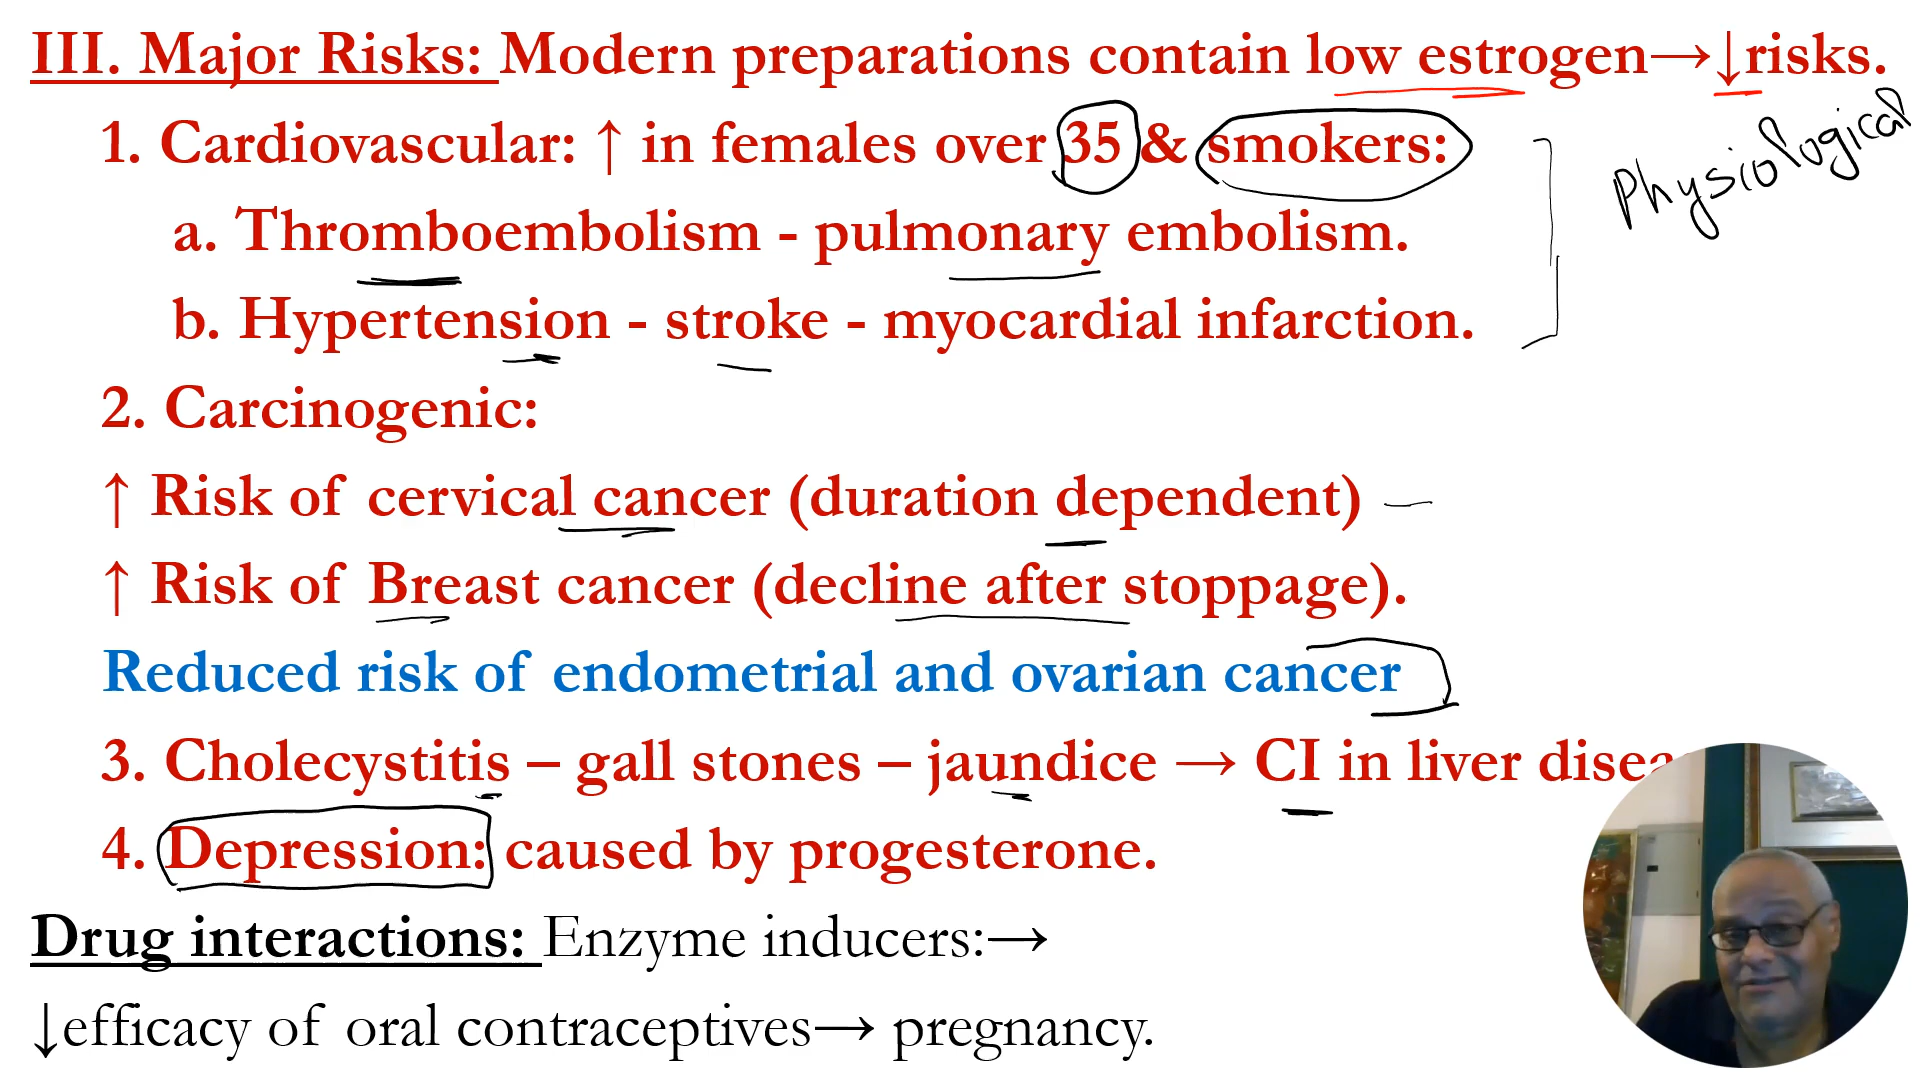 III. Major Risks: Modern preparations contain low estrogen→↓risks.
1. Cardiovascular: ↑ in females over 35 & smokers:
Physiological
a. Thromboembolism - pulmonary embolism.
b. Hypertension - stroke - myocardial infarction.
2. Carcinogenic:
↑ Risk of cervical cancer (duration dependent)
↑ Risk of Breast cancer (decline after stoppage).
Reduced risk of endometrial and ovarian cancer
3. Cholecystitis – gall stones – jaundice → CI in liver
4. Depression: caused by progesterone.
Drug interactions: Enzyme inducers:→
↓efficacy of oral contraceptives→ pregnancy.